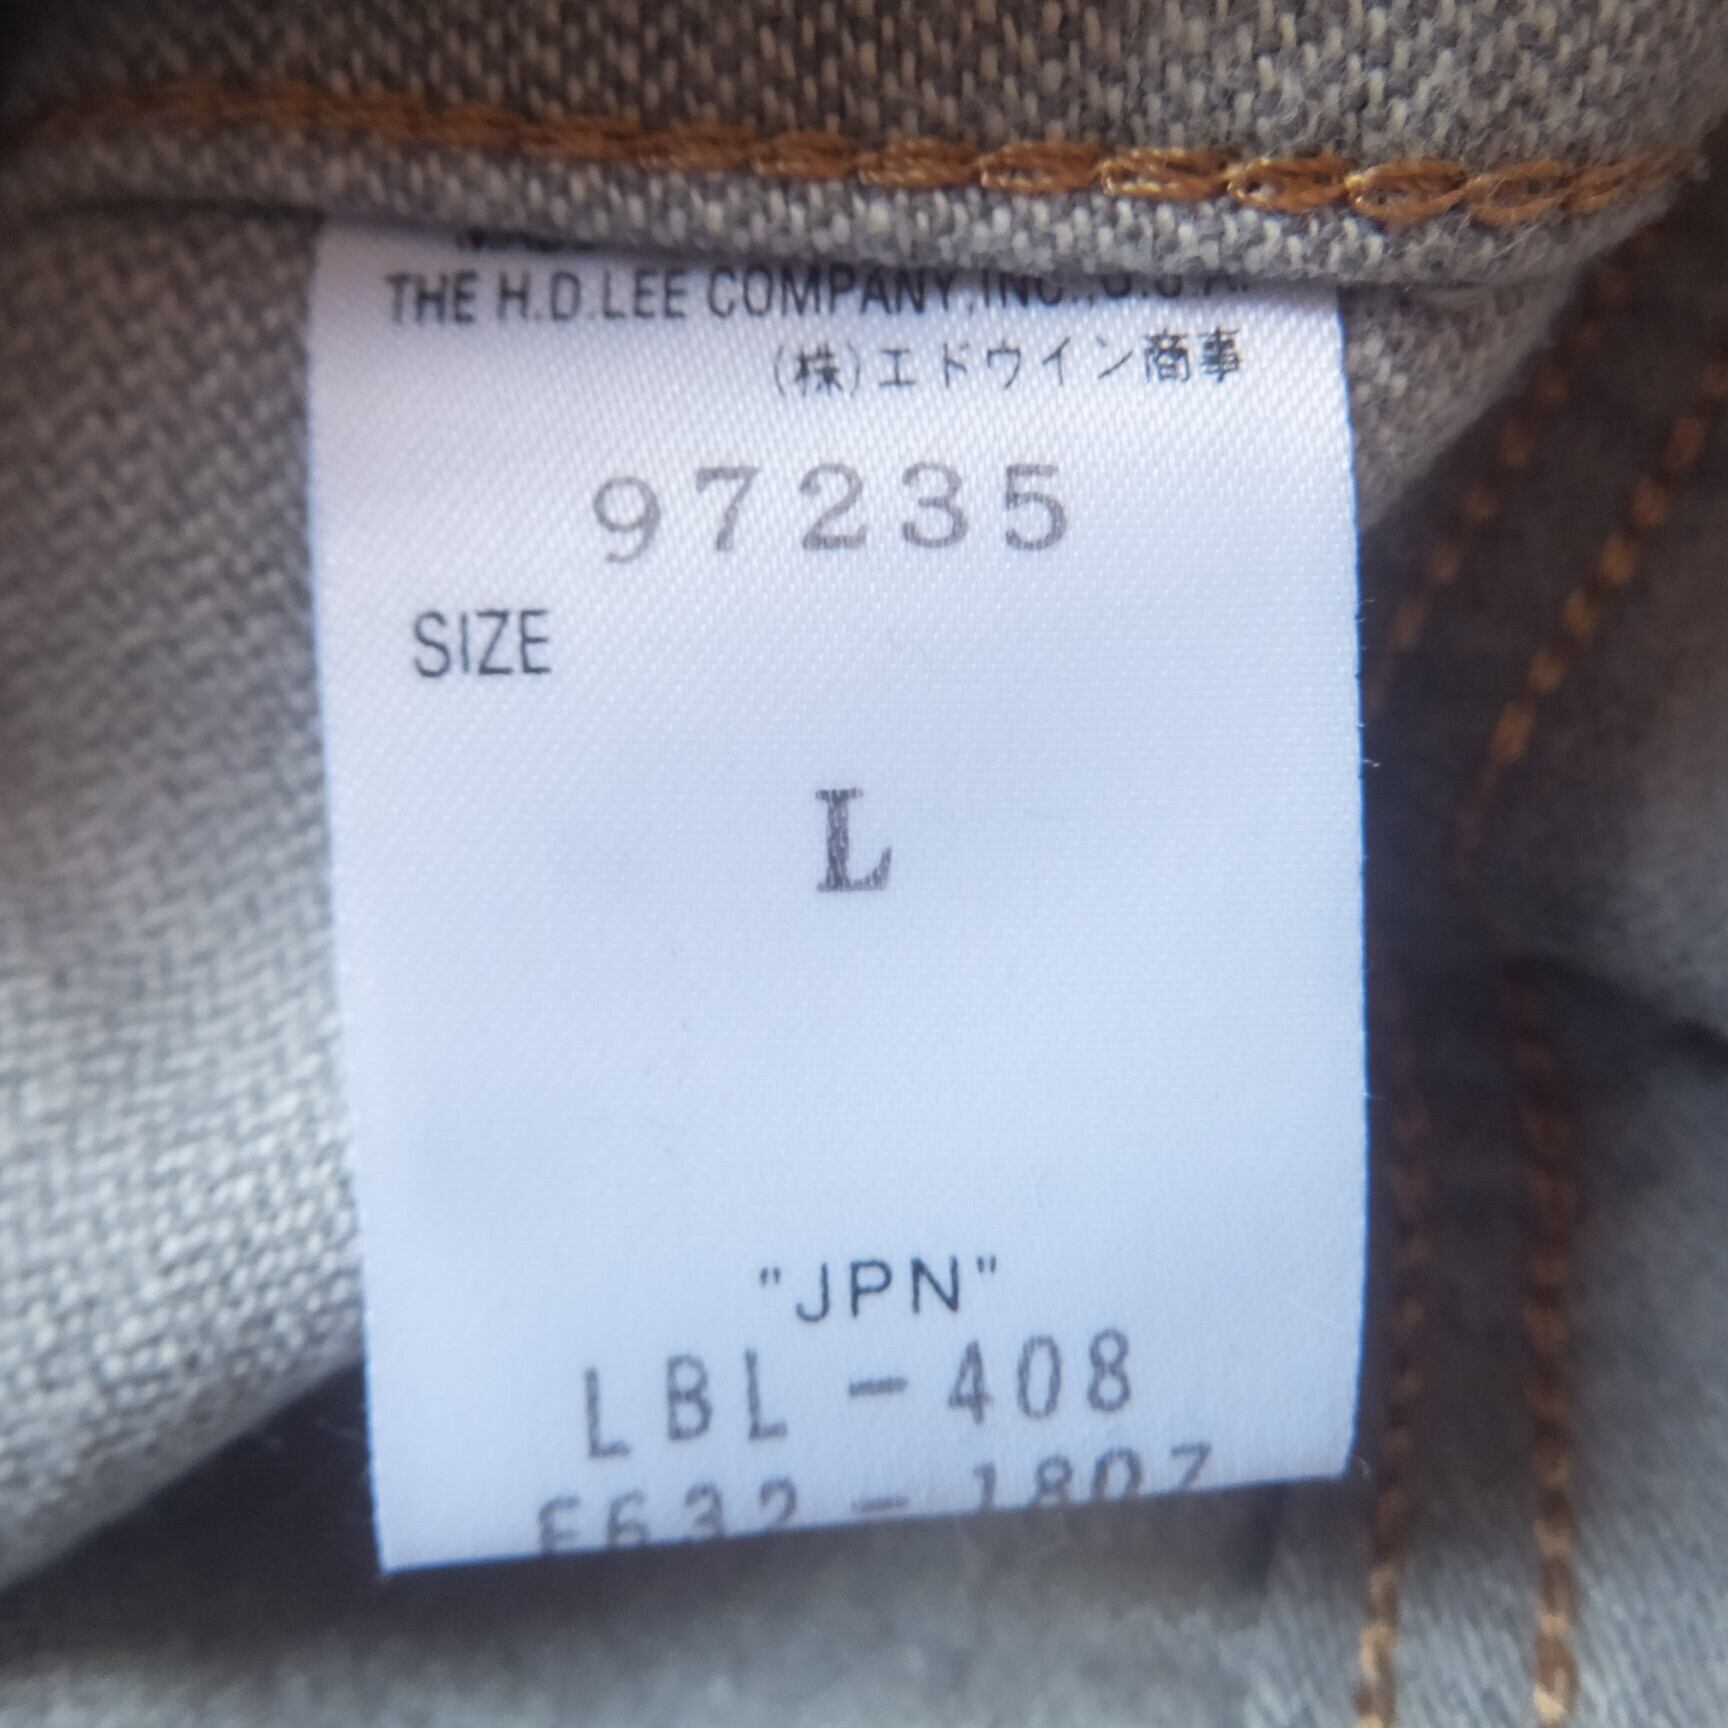 THE H.D.LEE COMPANY,INC.,U.S.A.
(株)エドウイン商事
97235
SIZE
L
"JPN"
LBL-408